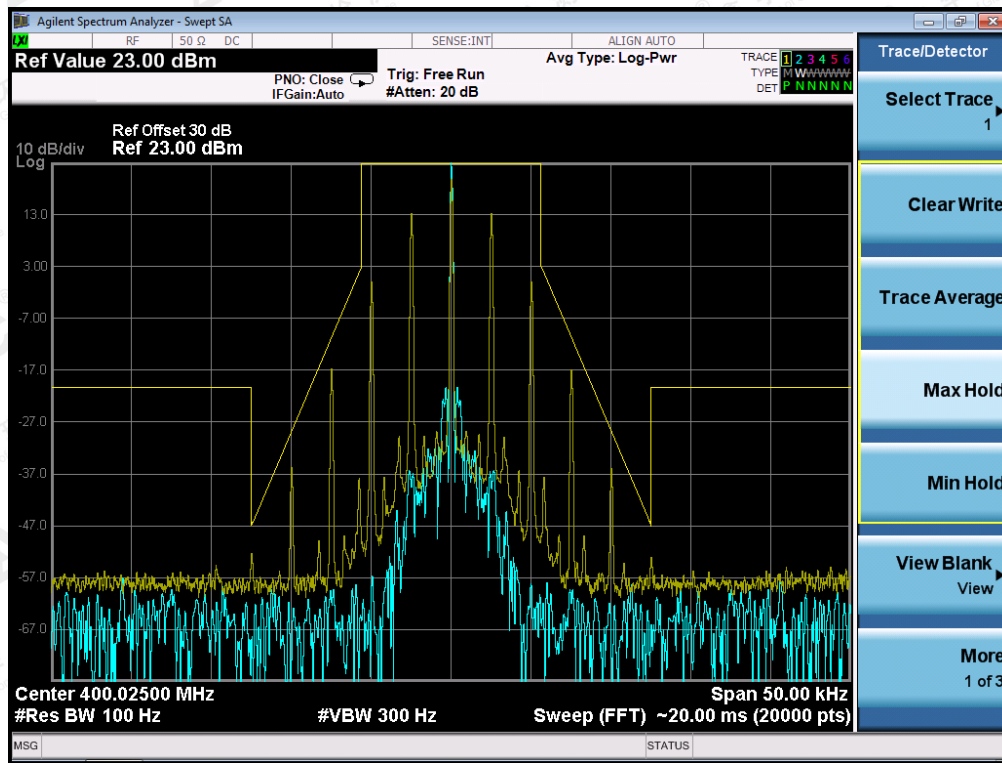 Agilent Spectrum Analyzer - Swept SA
LXI RF 50 Ω DC SENSE:INT ALIGN AUTO
Ref Value 23.00 dBm
PNO: Close
IFGain:Auto
Trig: Free Run
#Atten: 20 dB
Avg Type: Log-Pwr
TRACE 1 2 3 4 5 6
TYPE M W W W W W
DET P N N N N N
Ref Offset 30 dB
10 dB/div Ref 23.00 dBm
Log
13.0
3.00
-7.00
-17.0
-27.0
-37.0
-47.0
-57.0
-67.0
Center 400.02500 MHz Span 50.00 kHz
#Res BW 100 Hz #VBW 300 Hz Sweep (FFT) ~20.00 ms (20000 pts)
MSG STATUS
Trace/Detector
Select Trace
1
Clear Write
Trace Average
Max Hold
Min Hold
View Blank
View
More
1 of 3